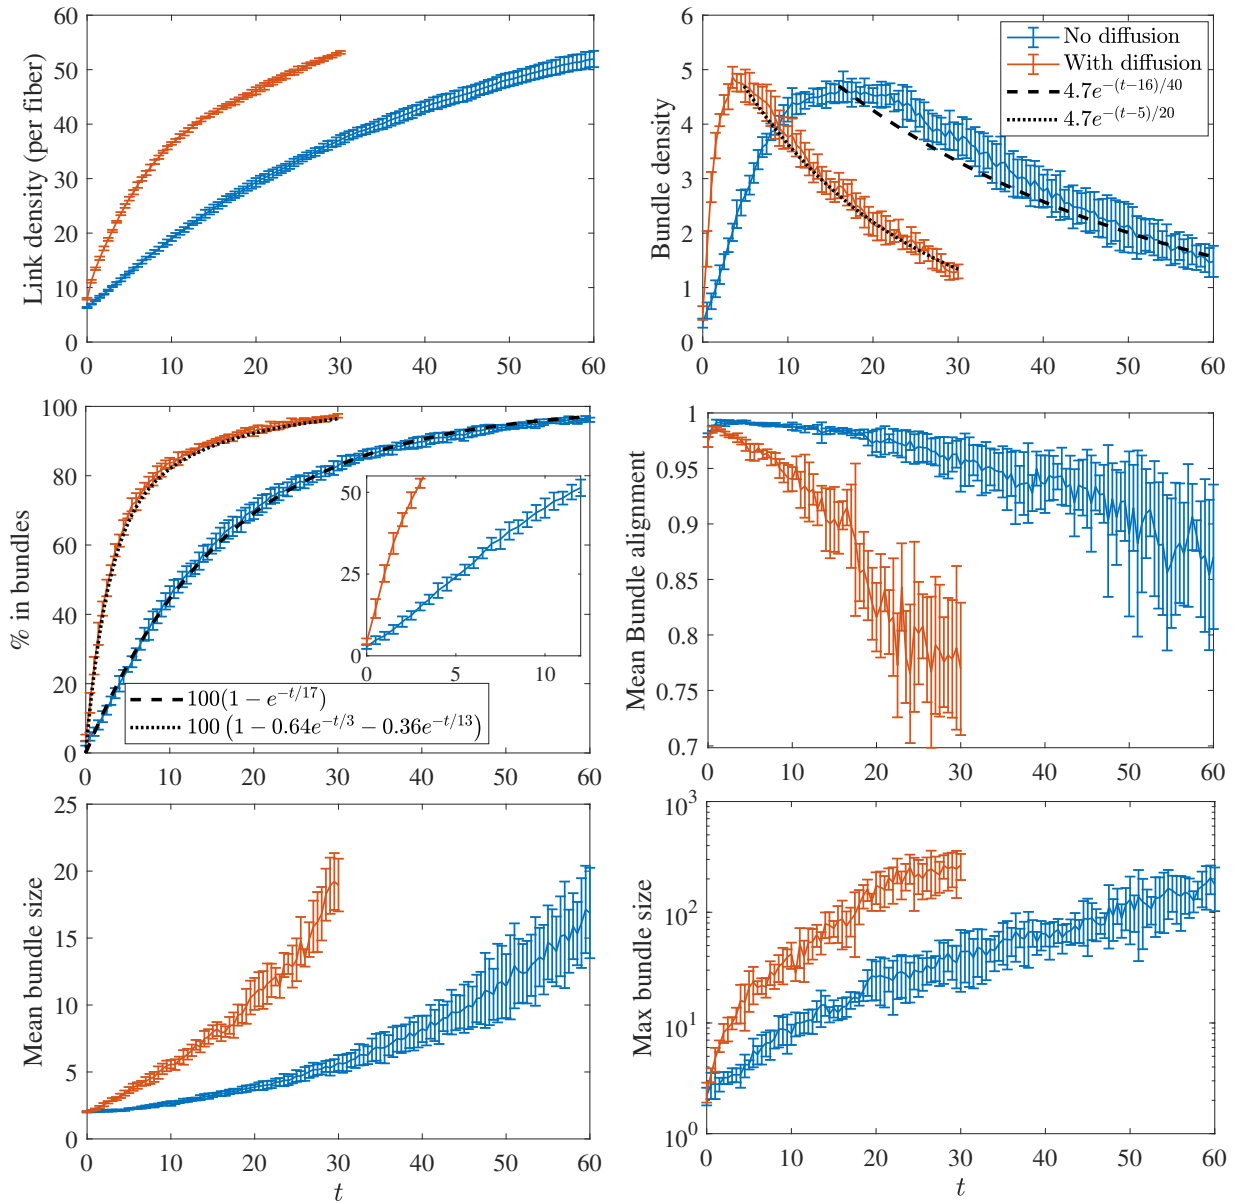 Link density (per fiber)
60
50
40
30
20
10
0
0 10 20 30 40 50 60
Bundle density
6
5
4
3
2
1
0
0 10 20 30 40 50 60
No diffusion
With diffusion
4.7e^{-(t-16)/40}
4.7e^{-(t-5)/20}
% in bundles
100
80
60
40
20
0
0 10 20 30 40 50 60
50
25
0
0 5 10
100(1 − e^{-t/17})
100 (1 − 0.64e^{-t/3} − 0.36e^{-t/13})
Mean Bundle alignment
1
0.95
0.9
0.85
0.8
0.75
0.7
0 10 20 30 40 50 60
Mean bundle size
25
20
15
10
5
0
0 10 20 30 40 50 60
t
Max bundle size
10^3
10^2
10^1
10^0
0 10 20 30 40 50 60
t